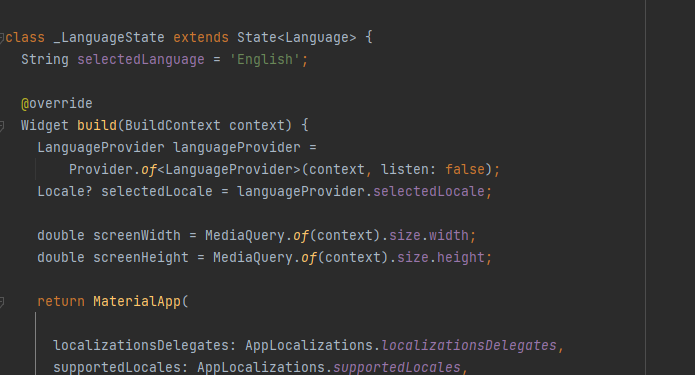 class _LanguageState extends State<Language> {
String selectedLanguage = 'English';
@override
Widget build(BuildContext context) {
LanguageProvider languageProvider =
Provider.of<LanguageProvider>(context, listen: false);
Locale? selectedLocale = languageProvider.selectedLocale;
double screenWidth = MediaQuery.of(context).size.width;
double screenHeight = MediaQuery.of(context).size.height;
return MaterialApp(
localizationsDelegates: AppLocalizations.localizationsDelegates,
supportedLocales: AppLocalizations.supportedLocales,